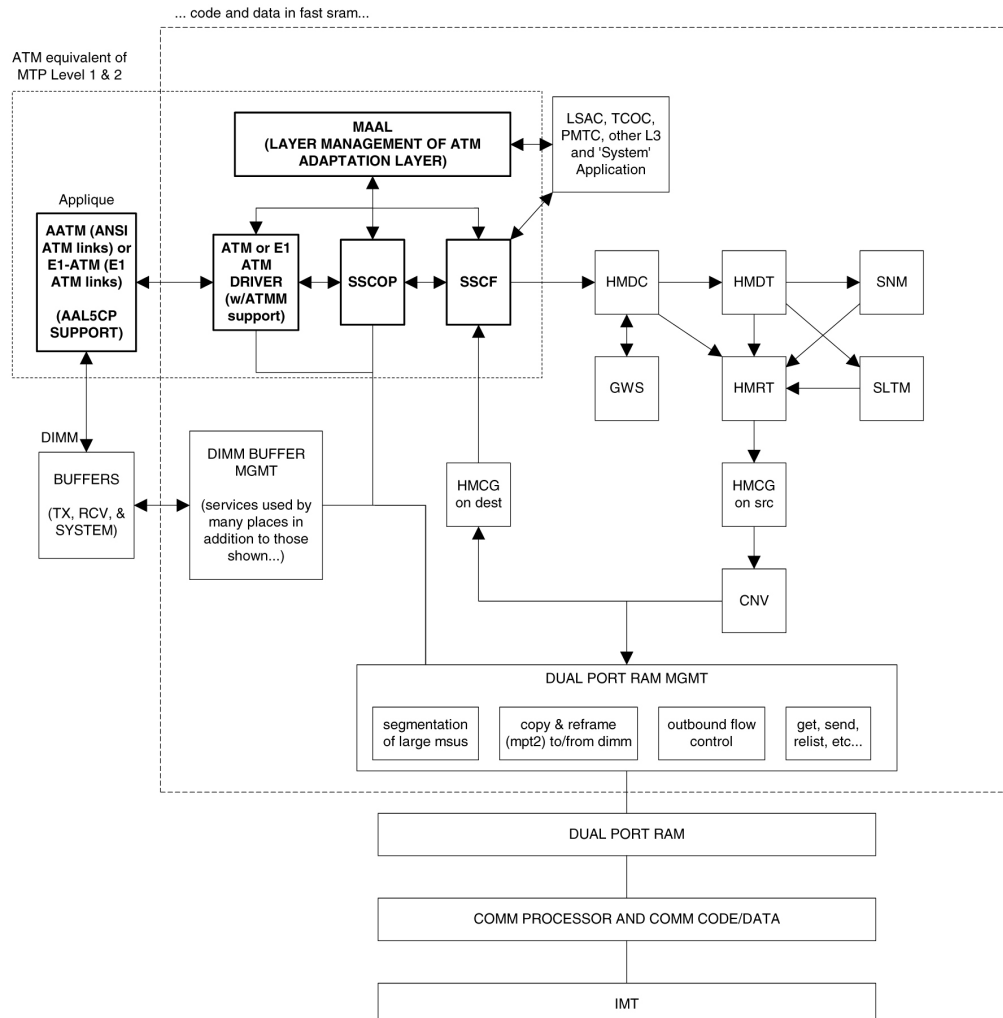 ... code and data in fast sram...
ATM equivalent of
MTP Level 1 & 2
MAAL
(LAYER MANAGEMENT OF ATM
ADAPTATION LAYER)
LSAC, TCOC,
PMTC, other L3
and 'System'
Application
Applique
AATM (ANSI
ATM links) or
E1-ATM (E1
ATM links)
(AAL5CP
SUPPORT)
ATM or E1
ATM
DRIVER
(w/ATMM
support)
SSCOP
SSCF
HMDC
HMDT
SNM
GWS
HMRT
SLTM
DIMM
BUFFERS
(TX, RCV, &
SYSTEM)
DIMM BUFFER
MGMT
(services used by
many places in
addition to those
shown...)
HMCG
on dest
HMCG
on src
CNV
DUAL PORT RAM MGMT
segmentation
of large msus
copy & reframe
(mpt2) to/from dimm
outbound flow
control
get, send,
relist, etc...
DUAL PORT RAM
COMM PROCESSOR AND COMM CODE/DATA
IMT